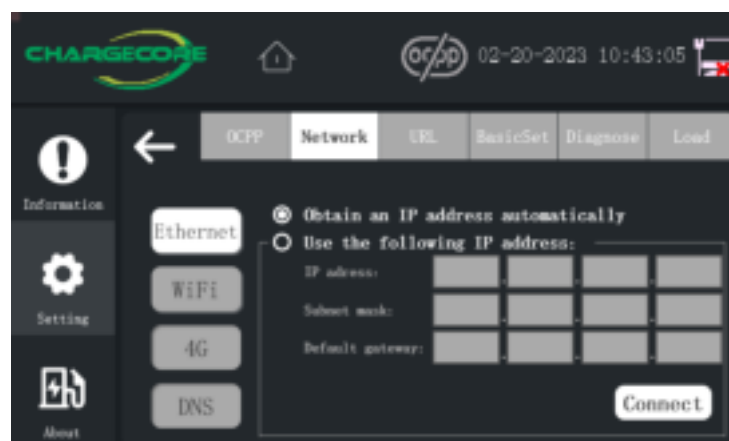 CHARGECORE
ocpp 02-20-2023 10:43:05
OCPP Network URL BasicSet Diagnose Load
Information
Setting
About
Ethernet
WiFi
4G
DNS
Obtain an IP address automatically
Use the following IP address:
IP adress:
Subnet mask:
Default gateway:
Connect